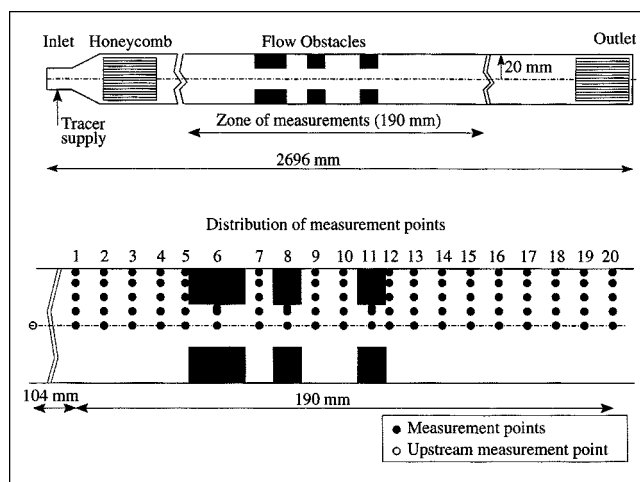 Inlet Honeycomb Flow Obstacles Outlet
20 mm
Tracer
supply
Zone of measurements (190 mm)
2696 mm
Distribution of measurement points
1 2 3 4 5 6 7 8 9 10 11 12 13 14 15 16 17 18 19 20
104 mm
190 mm
Measurement points
Upstream measurement point